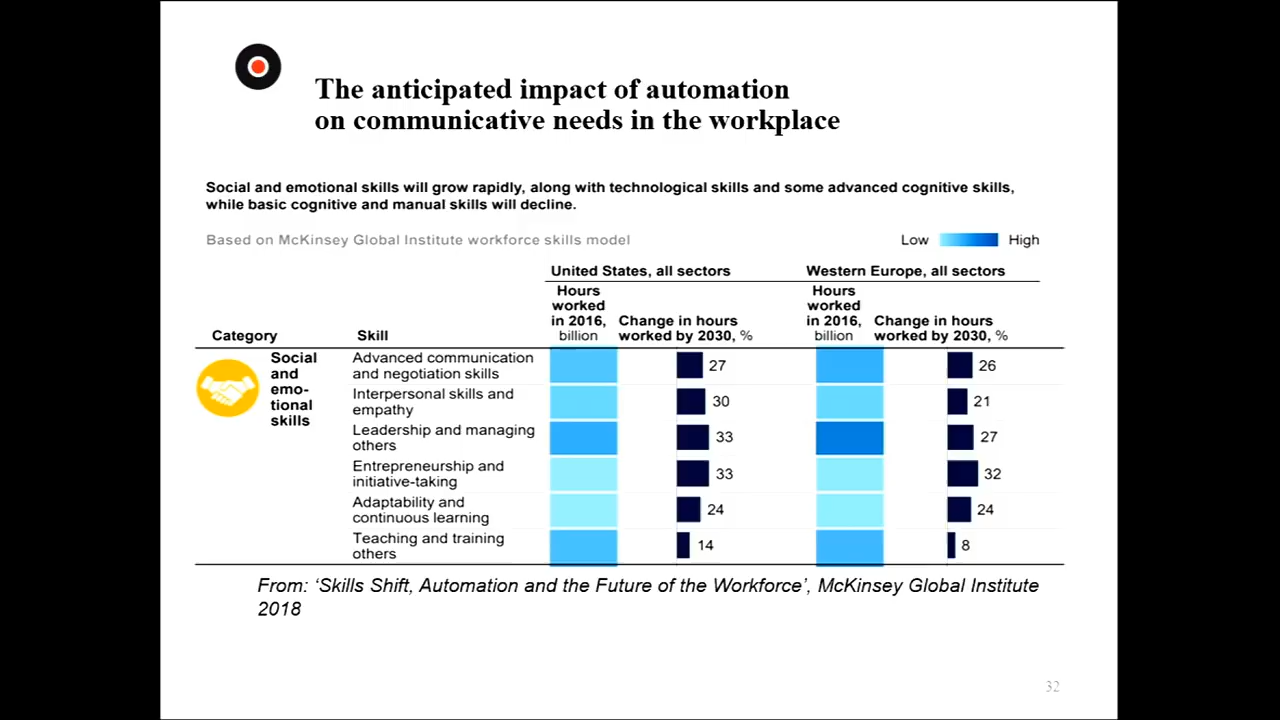 The anticipated impact of automation
on communicative needs in the workplace
Social and emotional skills will grow rapidly, along with technological skills and some advanced cognitive skills,
while basic cognitive and manual skills will decline.
Based on McKinsey Global Institute workforce skills model
Low High
United States, all sectors Western Europe, all sectors
Hours Hours
worked worked
in 2016, Change in hours in 2016, Change in hours
Category Skill billion worked by 2030, % billion worked by 2030, %
Social
and
emo-
tional
skills
Advanced communication
and negotiation skills 27 26
Interpersonal skills and
empathy 30 21
Leadership and managing
others 33 27
Entrepreneurship and
initiative-taking 33 32
Adaptability and
continuous learning 24 24
Teaching and training
others 14 8
From: ‘Skills Shift, Automation and the Future of the Workforce’, McKinsey Global Institute
2018
32